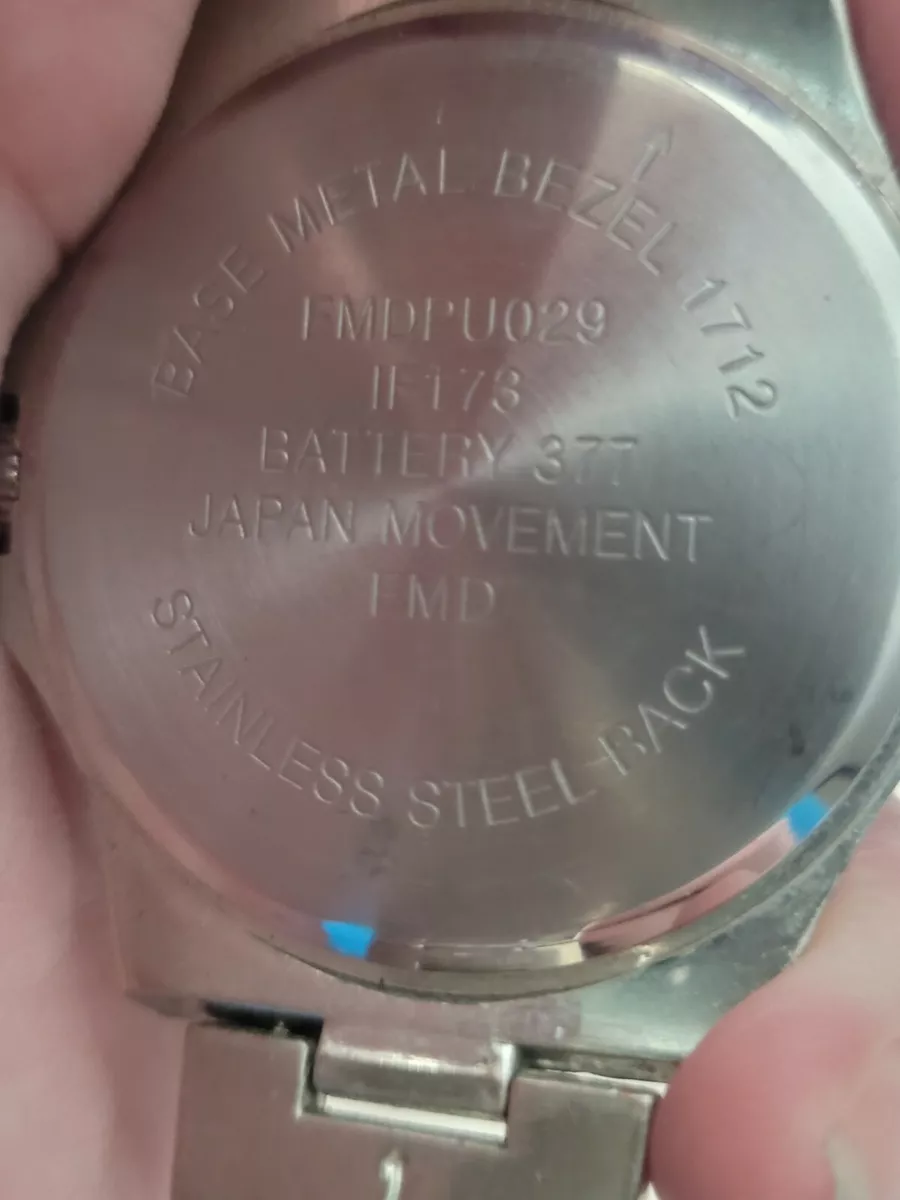 BASE METAL BEZEL 1712
FMDPU029
IF173
BATTERY 377
JAPAN MOVEMENT
FMD
STAINLESS STEEL BACK